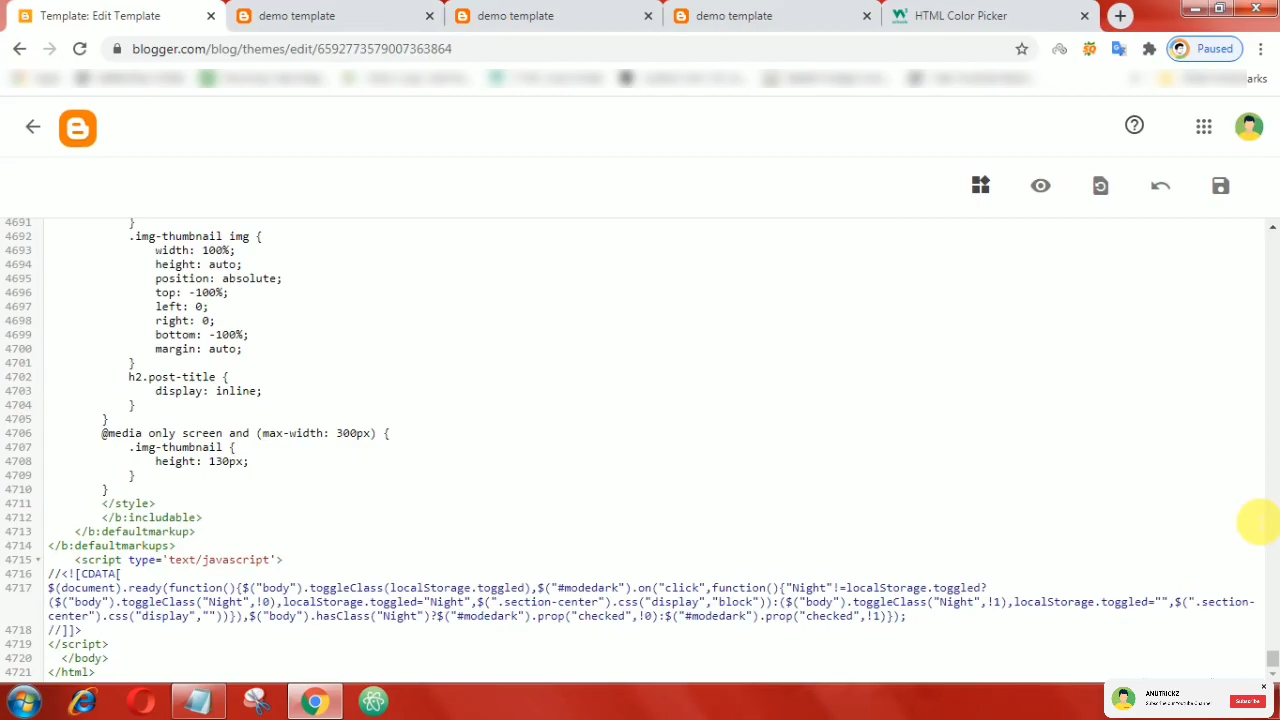 Template: Edit Template
demo template
demo template
demo template
HTML Color Picker
blogger.com/blog/themes/edit/6592773579007363864
Paused
arks
4691 }
4692 .img-thumbnail img {
4693 width: 100%;
4694 height: auto;
4695 position: absolute;
4696 top: -100%;
4697 left: 0;
4698 right: 0;
4699 bottom: -100%;
4700 margin: auto;
4701 }
4702 h2.post-title {
4703 display: inline;
4704 }
4705 }
4706 @media only screen and (max-width: 300px) {
4707 .img-thumbnail {
4708 height: 130px;
4709 }
4710 }
4711 </style>
4712 </b:includable>
4713 </b:defaultmarkup>
4714 </b:defaultmarkups>
4715 <script type='text/javascript'>
4716 //<![CDATA[
4717 $(document).ready(function(){$("body").toggleClass(localStorage.toggled),$("#modedark").on("click",function(){"Night"!=localStorage.toggled?
($("body").toggleClass("Night",!0),localStorage.toggled="Night",$(".section-center").css("display","block")):($("body").toggleClass("Night",!1),localStorage.toggled="",$(".section-
center").css("display",""))}),$("body").hasClass("Night")?$("#modedark").prop("checked",!0):$("#modedark").prop("checked",!1)});
4718 //]]>
4719 </script>
4720 </body>
4721 </html>
ANUTRICKZ
Subscribe